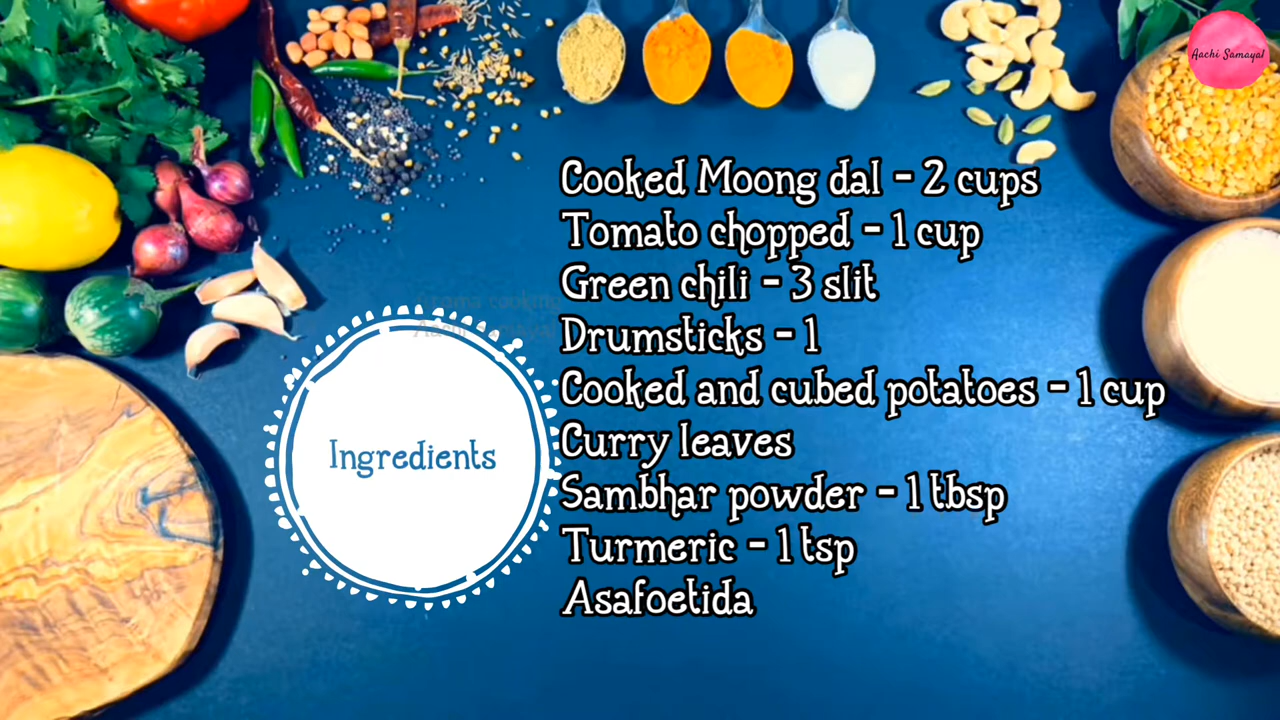 Aachi Samayal
Cooked Moong dal - 2 cups
Tomato chopped - 1 cup
Green chili - 3 slit
Drumsticks - 1
Cooked and cubed potatoes - 1 cup
Curry leaves
Sambhar powder - 1 tbsp
Turmeric - 1 tsp
Asafoetida
Ingredients